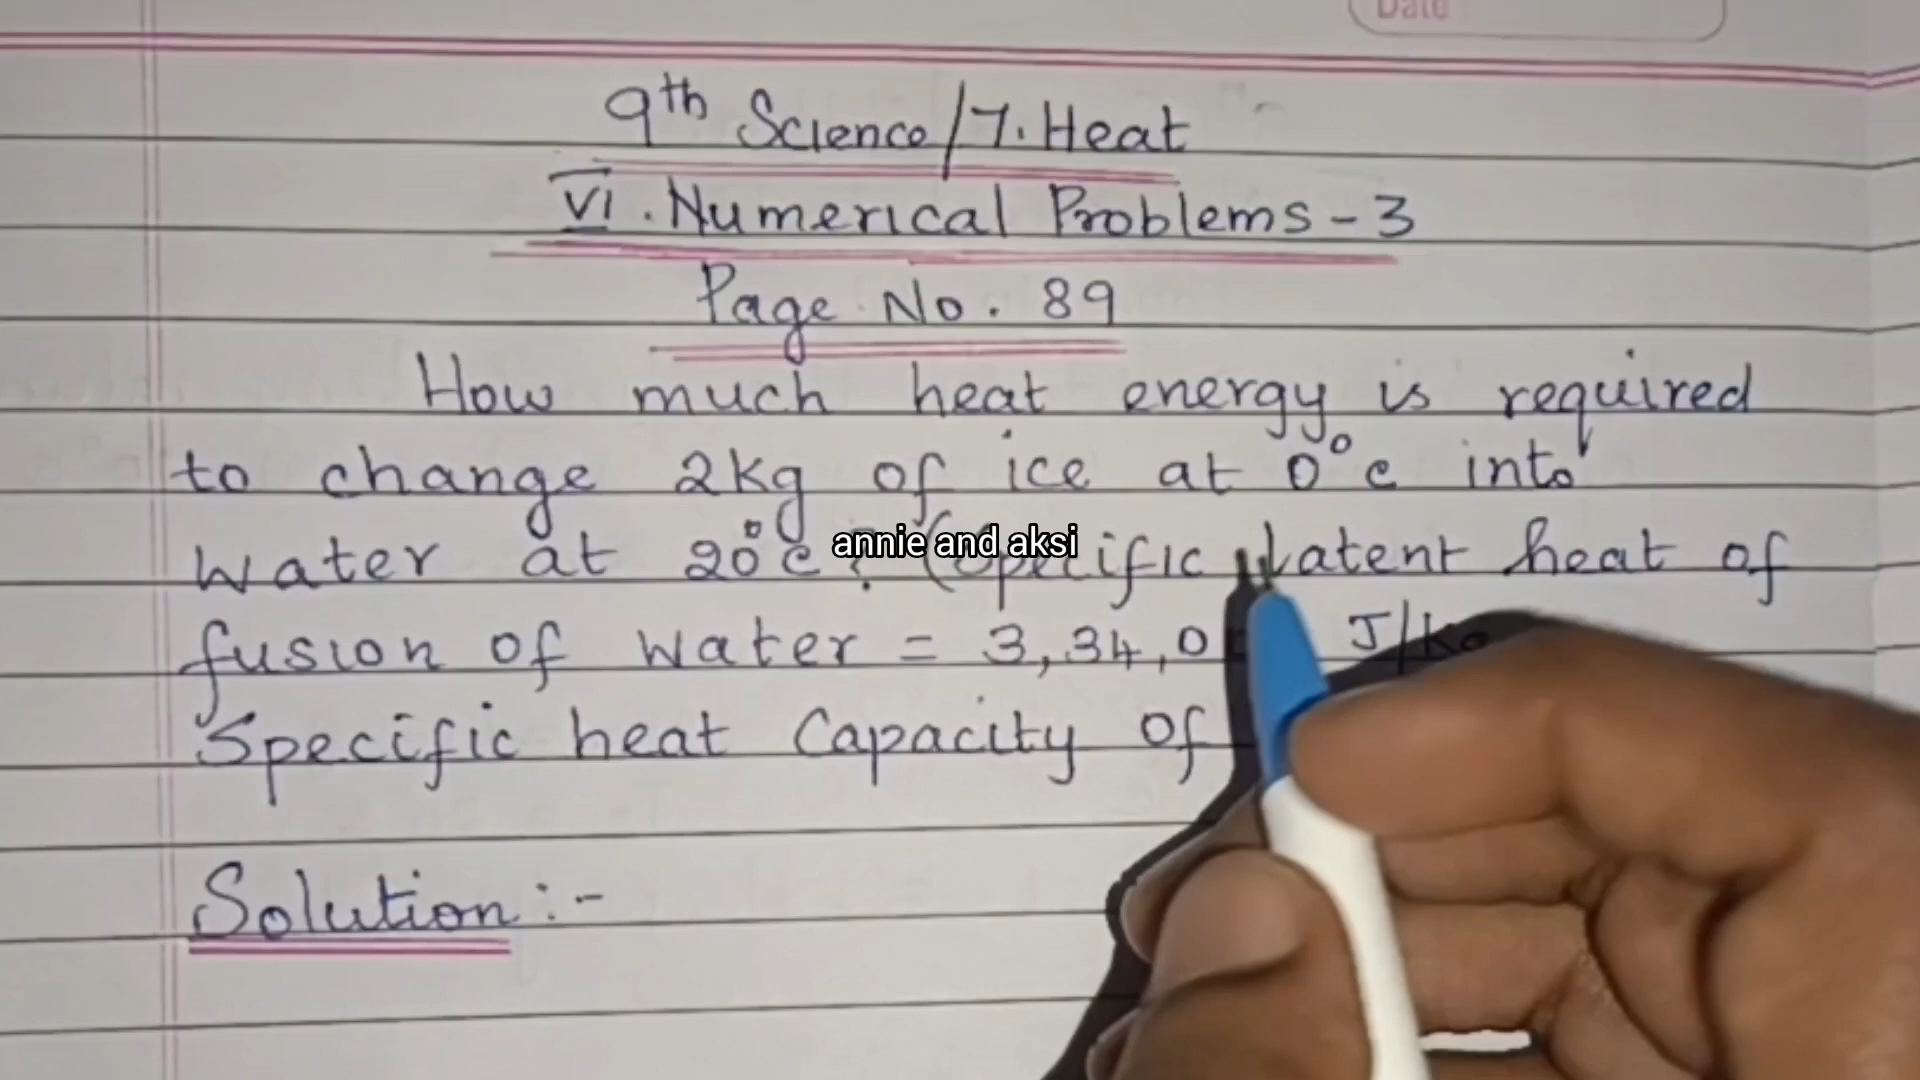 Date
9th Science/7. Heat
VI. Numerical Problems - 3
Page No. 89
How much heat energy is required
to change 2kg of ice at 0°c into
water at 20°c? (Specific latent heat of
annie and aksi
fusion of water = 3,34,0 J/Kg
Specific heat Capacity of
Solution :-